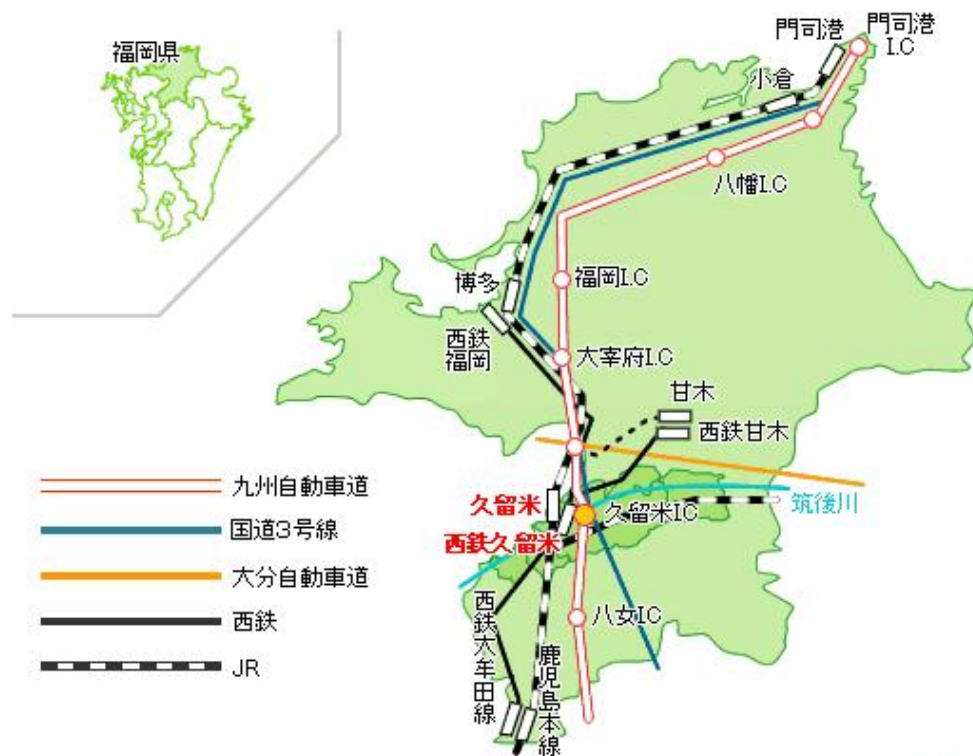 福岡県
門司港
門司港
I.C
小倉
八幡I.C
博多
福岡I.C
西鉄
福岡
大宰府I.C
甘木
西鉄甘木
九州自動車道
国道3号線
大分自動車道
西鉄
JR
久留米
西鉄久留米
久留米IC
筑後川
八女IC
西鉄大牟田線
鹿児島本線